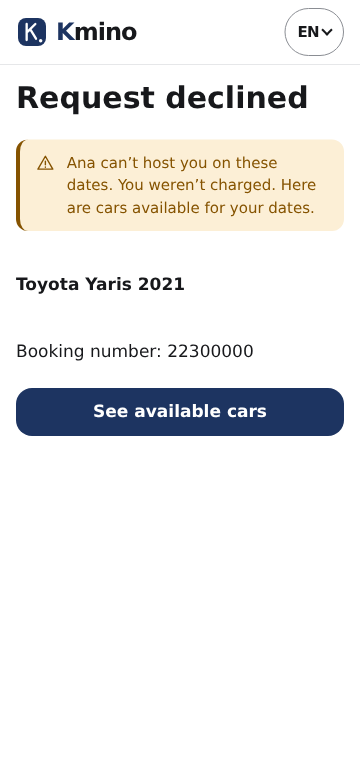 Kmino
EN
Request declined
Ana can’t host you on these
dates. You weren’t charged. Here
are cars available for your dates.
Toyota Yaris 2021
Booking number: 22300000
See available cars